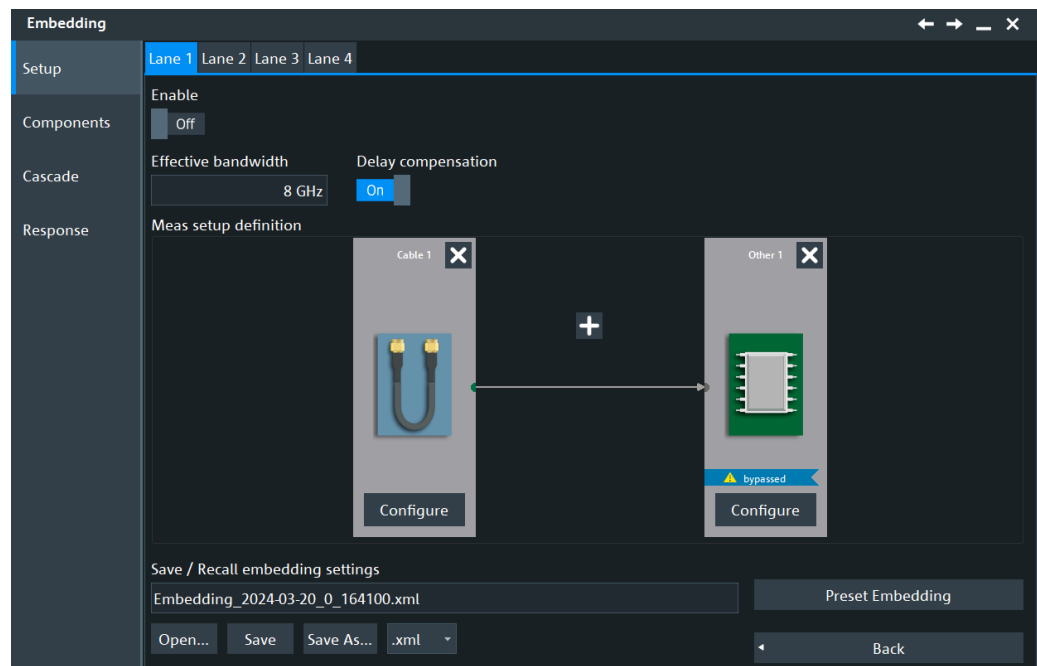 Embedding
Setup
Components
Cascade
Response
Lane 1 Lane 2 Lane 3 Lane 4
Enable
Off
Effective bandwidth Delay compensation
8 GHz On
Meas setup definition
Cable 1 Other 1
bypassed
Configure Configure
Save / Recall embedding settings
Embedding_2024-03-20_0_164100.xml
Preset Embedding
Open... Save Save As... .xml
Back